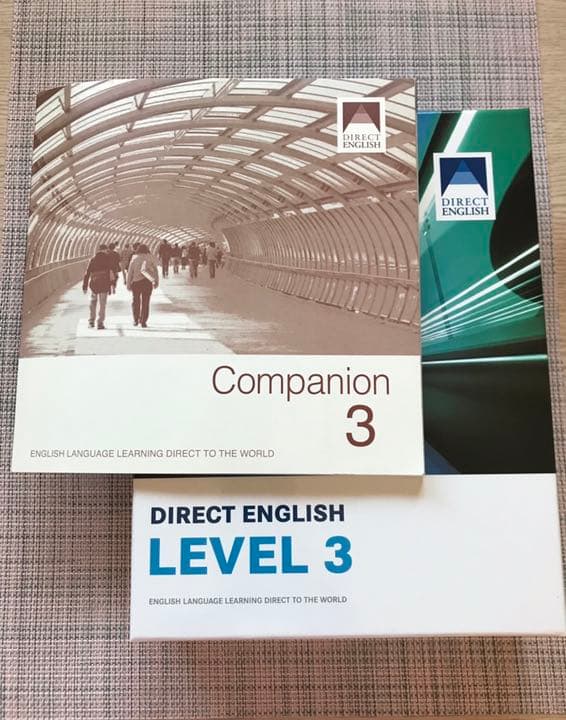 DIRECT
ENGLISH
Companion
3
ENGLISH LANGUAGE LEARNING DIRECT TO THE WORLD
DIRECT
ENGLISH
DIRECT ENGLISH
LEVEL 3
ENGLISH LANGUAGE LEARNING DIRECT TO THE WORLD